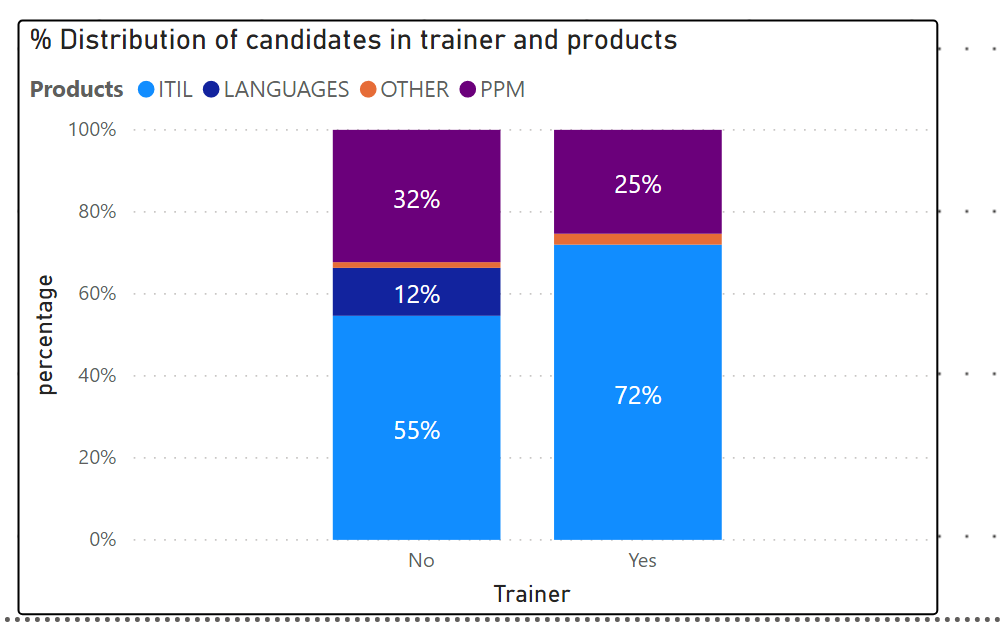 % Distribution of candidates in trainer and products
Products ITIL LANGUAGES OTHER PPM
100%
80%
60%
40%
20%
0%
percentage
32%
12%
55%
25%
72%
No Yes
Trainer